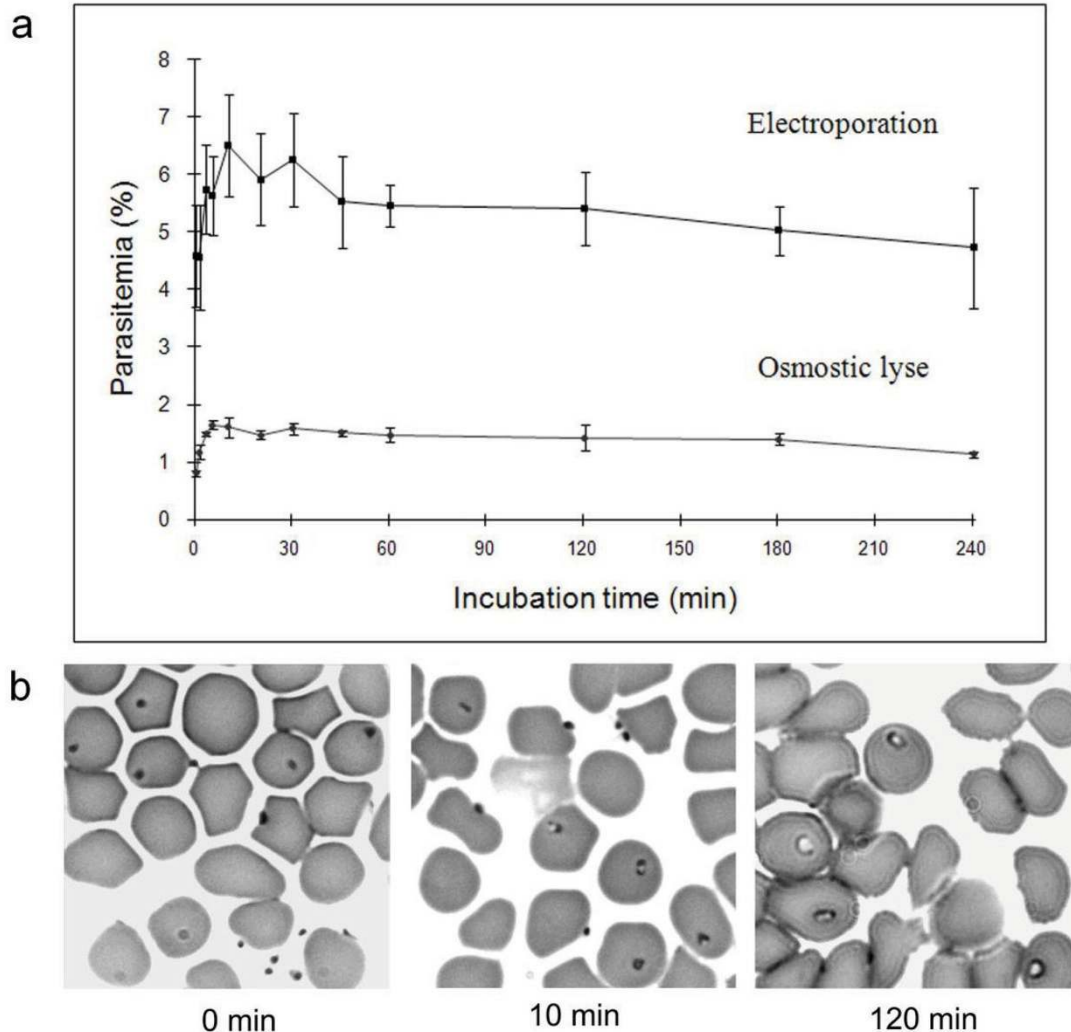 a
8
7
6
5
4
3
2
1
0
Parasitemia (%)
Electroporation
Osmostic lyse
0 30 60 90 120 150 180 210 240
Incubation time (min)
b
0 min 10 min 120 min